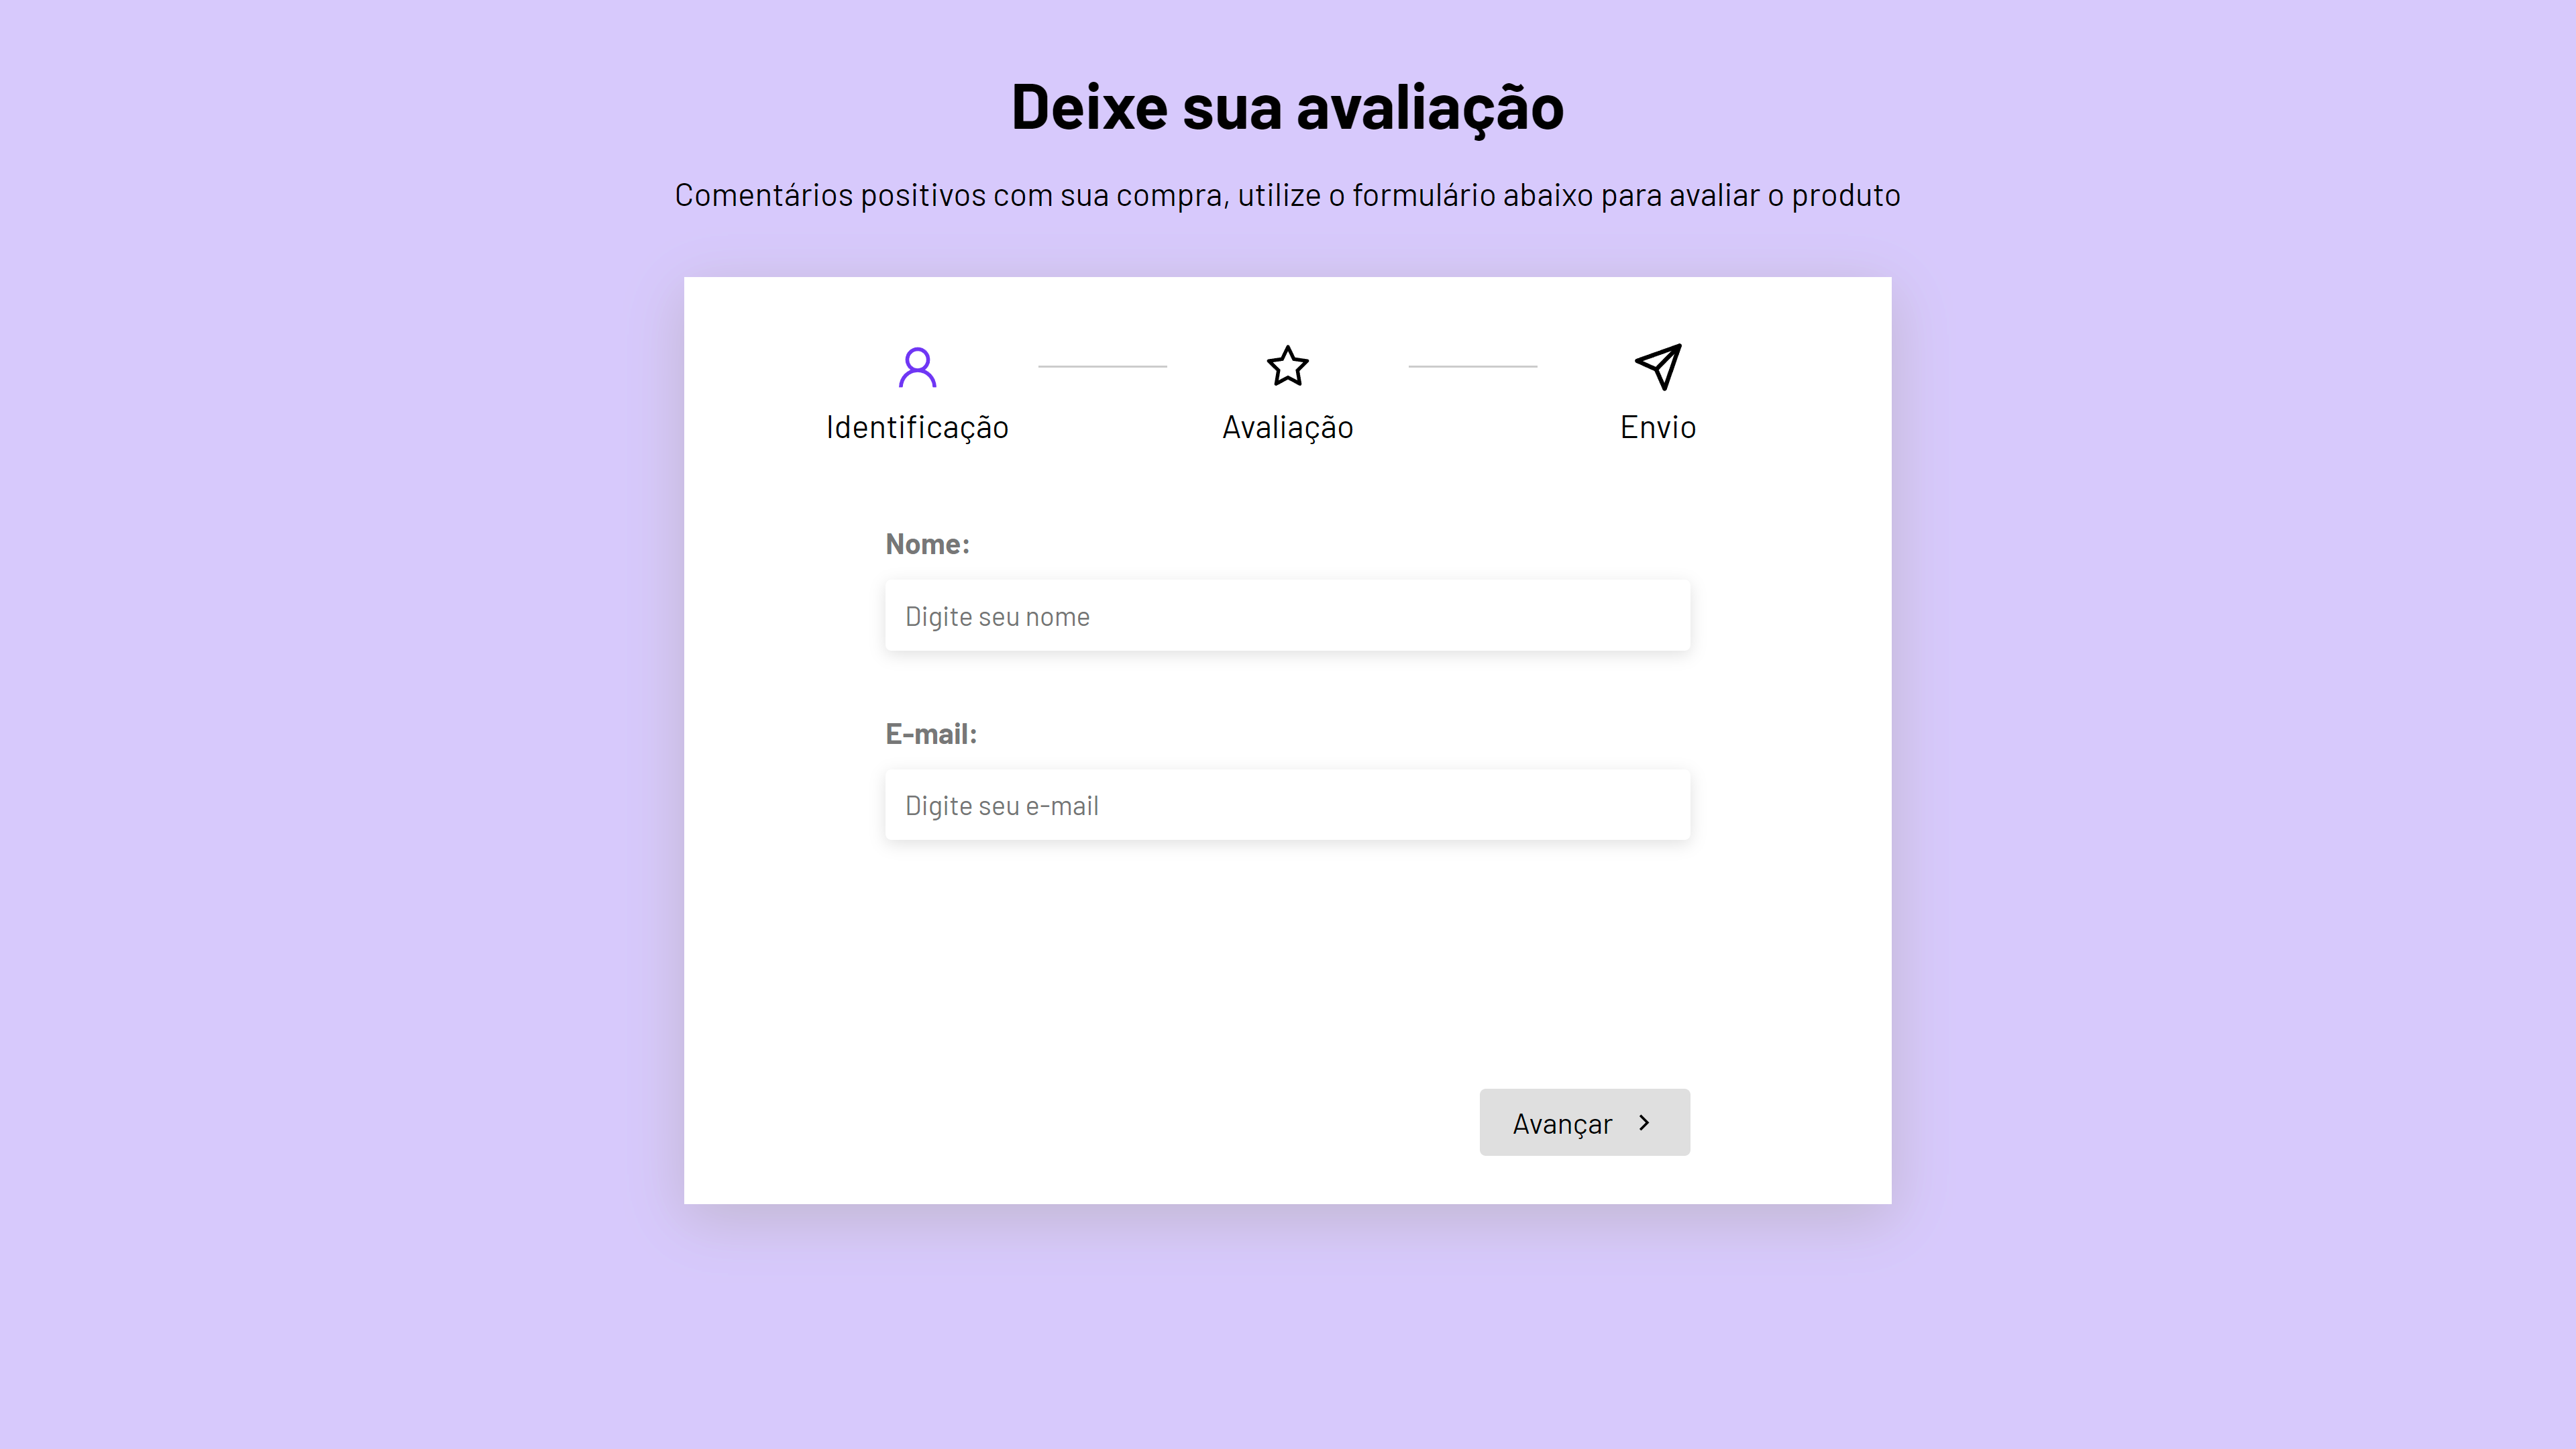 Deixe sua avaliação
Comentários positivos com sua compra, utilize o formulário abaixo para avaliar o produto
Identificação
Avaliação
Envio
Nome:
Digite seu nome
E-mail:
Digite seu e-mail
Avançar